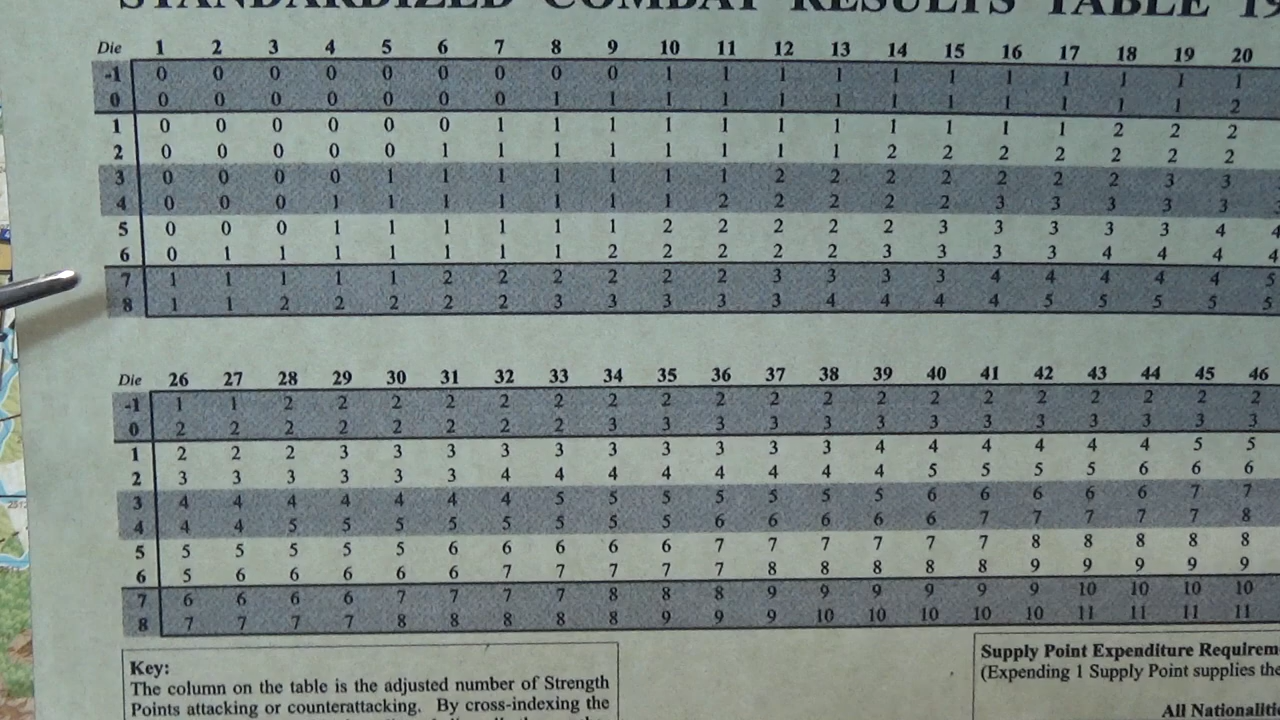 STANDARDIZED COMBAT RESULTS TABLE 19
Die 1 2 3 4 5 6 7 8 9 10 11 12 13 14 15 16 17 18 19 20
-1 0 0 0 0 0 0 0 0 0 1 1 1 1 1 1 1 1 1 1 1
0 0 0 0 0 0 0 0 1 1 1 1 1 1 1 1 1 1 1 1 2
1 0 0 0 0 0 0 1 1 1 1 1 1 1 1 1 1 1 2 2 2
2 0 0 0 0 0 1 1 1 1 1 1 1 1 2 2 2 2 2 2 2
3 0 0 0 0 1 1 1 1 1 1 1 2 2 2 2 2 2 2 3 3
4 0 0 0 1 1 1 1 1 1 1 2 2 2 2 2 3 3 3 3 3
5 0 0 0 1 1 1 1 1 1 2 2 2 2 2 3 3 3 3 3 4 4
6 0 1 1 1 1 1 1 1 2 2 2 2 2 3 3 3 3 4 4 4 4
7 1 1 1 1 1 2 2 2 2 2 2 3 3 3 3 4 4 4 4 4 5
8 1 1 2 2 2 2 2 3 3 3 3 3 4 4 4 4 5 5 5 5 5
Die 26 27 28 29 30 31 32 33 34 35 36 37 38 39 40 41 42 43 44 45 46
-1 1 1 2 2 2 2 2 2 2 2 2 2 2 2 2 2 2 2 2 2 2
0 2 2 2 2 2 2 2 2 3 3 3 3 3 3 3 3 3 3 3 3 3
1 2 2 2 3 3 3 3 3 3 3 3 3 3 4 4 4 4 4 4 5 5
2 3 3 3 3 3 3 4 4 4 4 4 4 4 4 5 5 5 5 6 6 6
3 4 4 4 4 4 4 4 5 5 5 5 5 5 5 6 6 6 6 6 7 7
4 4 4 5 5 5 5 5 5 5 5 6 6 6 6 6 7 7 7 7 7 8
5 5 5 5 5 5 6 6 6 6 6 7 7 7 7 7 7 8 8 8 8 8
6 5 6 6 6 6 6 7 7 7 7 7 8 8 8 8 8 9 9 9 9 9
7 6 6 6 6 7 7 7 7 8 8 8 9 9 9 9 9 9 10 10 10 10
8 7 7 7 7 8 8 8 8 8 9 9 9 10 10 10 10 10 11 11 11 11
Key:
The column on the table is the adjusted number of Strength
Points attacking or counterattacking. By cross-indexing the
Supply Point Expenditure Requirem
(Expending 1 Supply Point supplies the
All Nationaliti